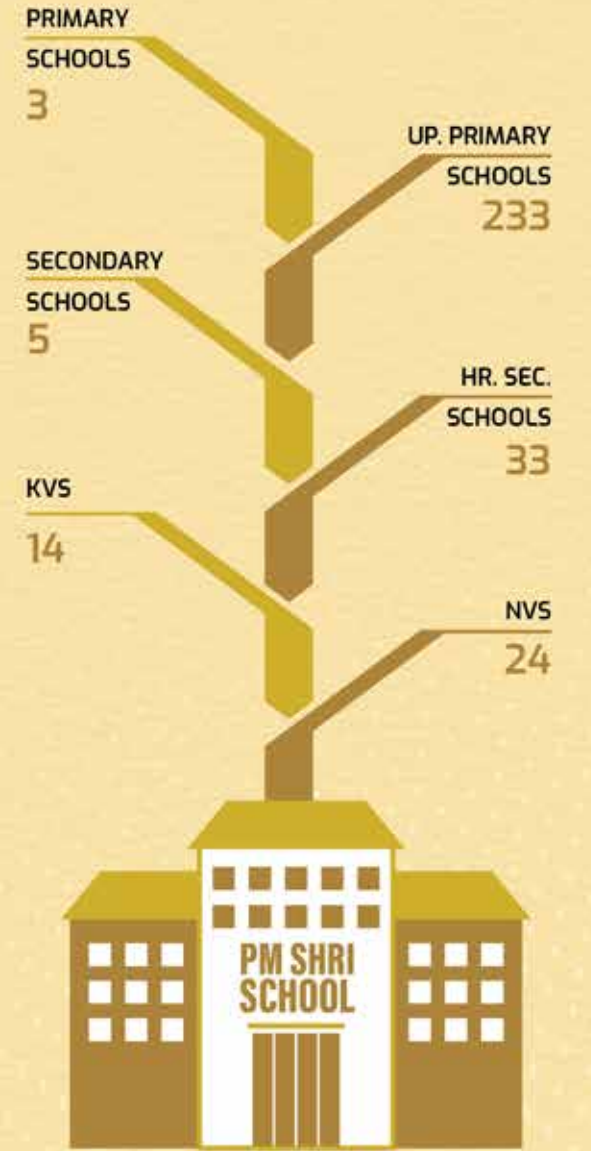 PRIMARY
SCHOOLS
3
UP. PRIMARY
SCHOOLS
233
SECONDARY
SCHOOLS
5
HR. SEC.
SCHOOLS
33
KVS
14
NVS
24
PM SHRI
SCHOOL